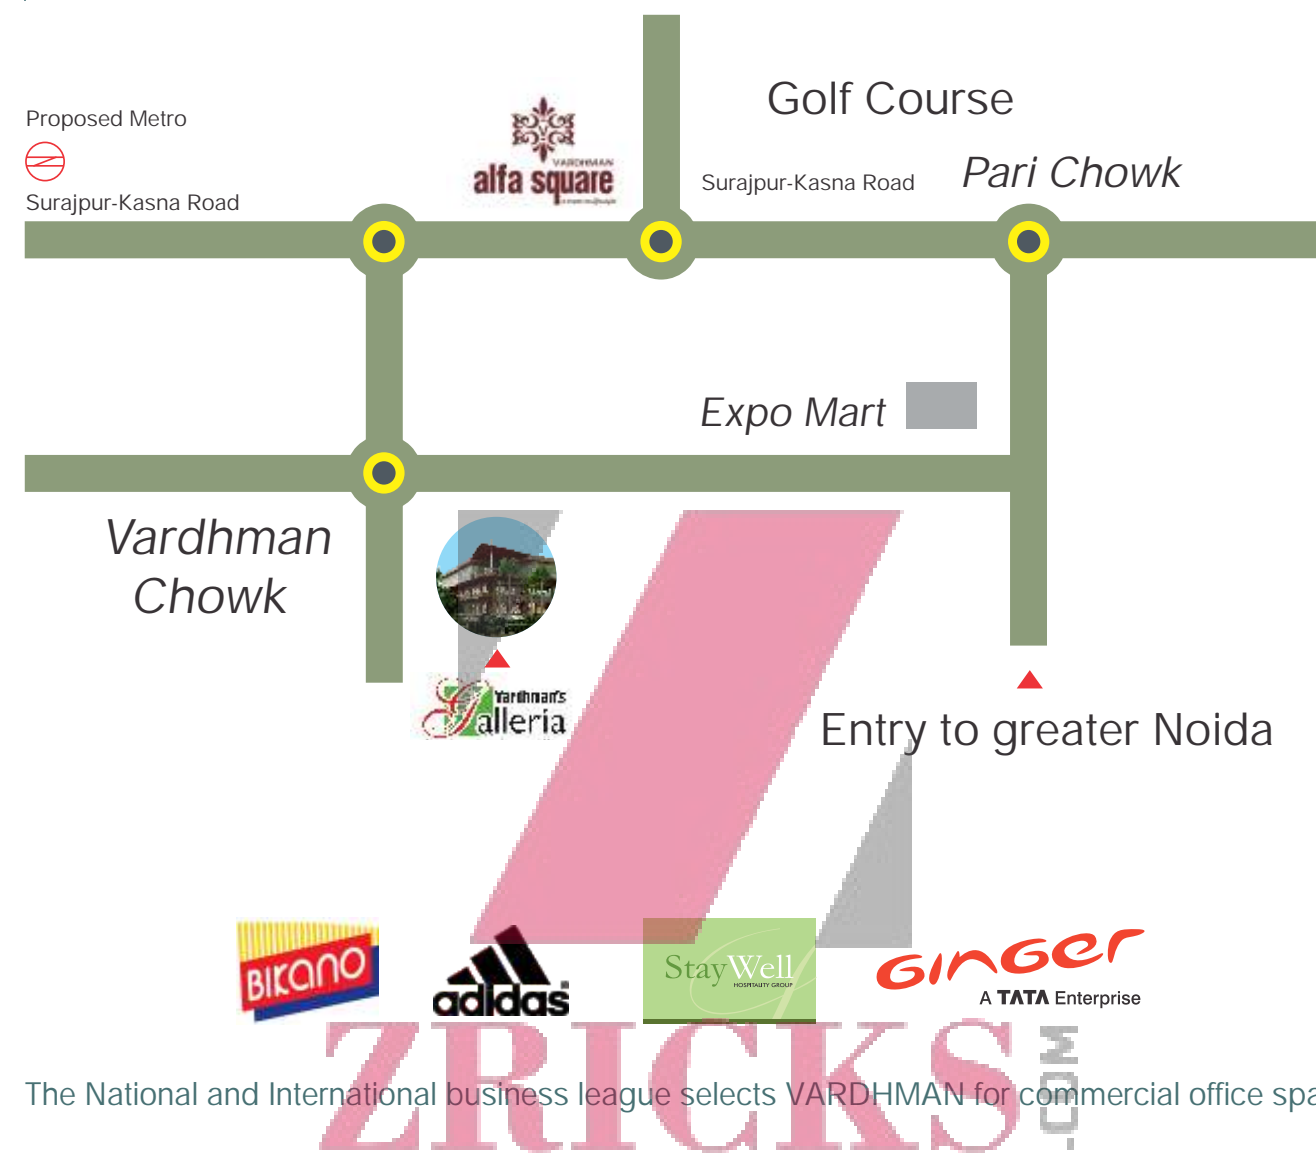 Golf Course
Proposed Metro
Surajpur-Kasna Road
VARDHMAN
alfa square
Surajpur-Kasna Road
Pari Chowk
Expo Mart
Vardhman
Chowk
Vardhman's
Galleria
Entry to greater Noida
BIKANO
adidas
StayWell
HOSPITALITY GROUP
GINGER
A TATA Enterprise
ZRICKS
.COM
The National and International business league selects VARDHMAN for commercial office spa